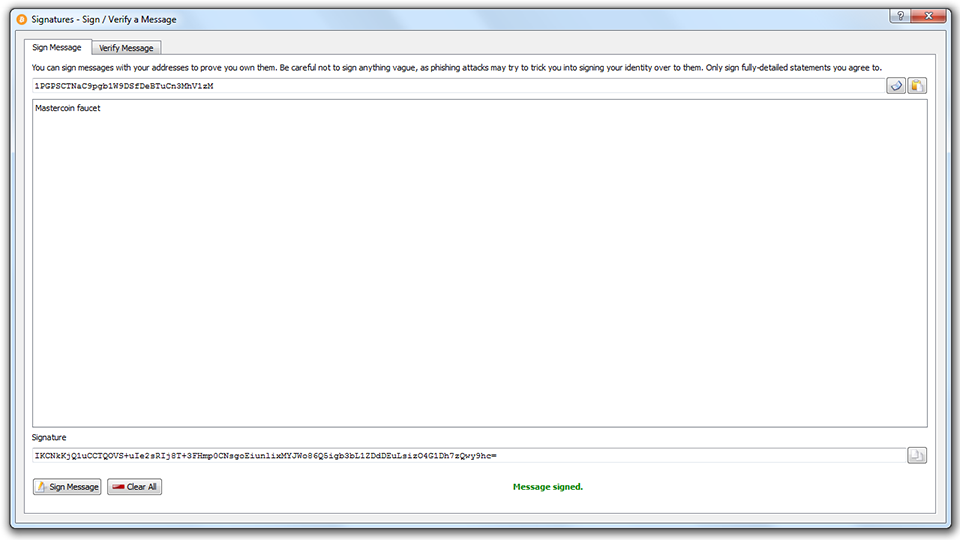 Signatures - Sign / Verify a Message
Sign Message
Verify Message
You can sign messages with your addresses to prove you own them. Be careful not to sign anything vague, as phishing attacks may try to trick you into signing your identity over to them. Only sign fully-detailed statements you agree to.
1PGPSCTNaC9pgb1W9DSfDeBTuCn3MhV1zM
Mastercoin faucet
Signature
IKCNkKjQ1uCCTQOVS+uIe2sRIj8T+3FHmp0CNsgoEiunlixMYJWo86Q5igb3bL1ZDdDEuLsizO4G1Dh7zQwy9hc=
Sign Message
Clear All
Message signed.